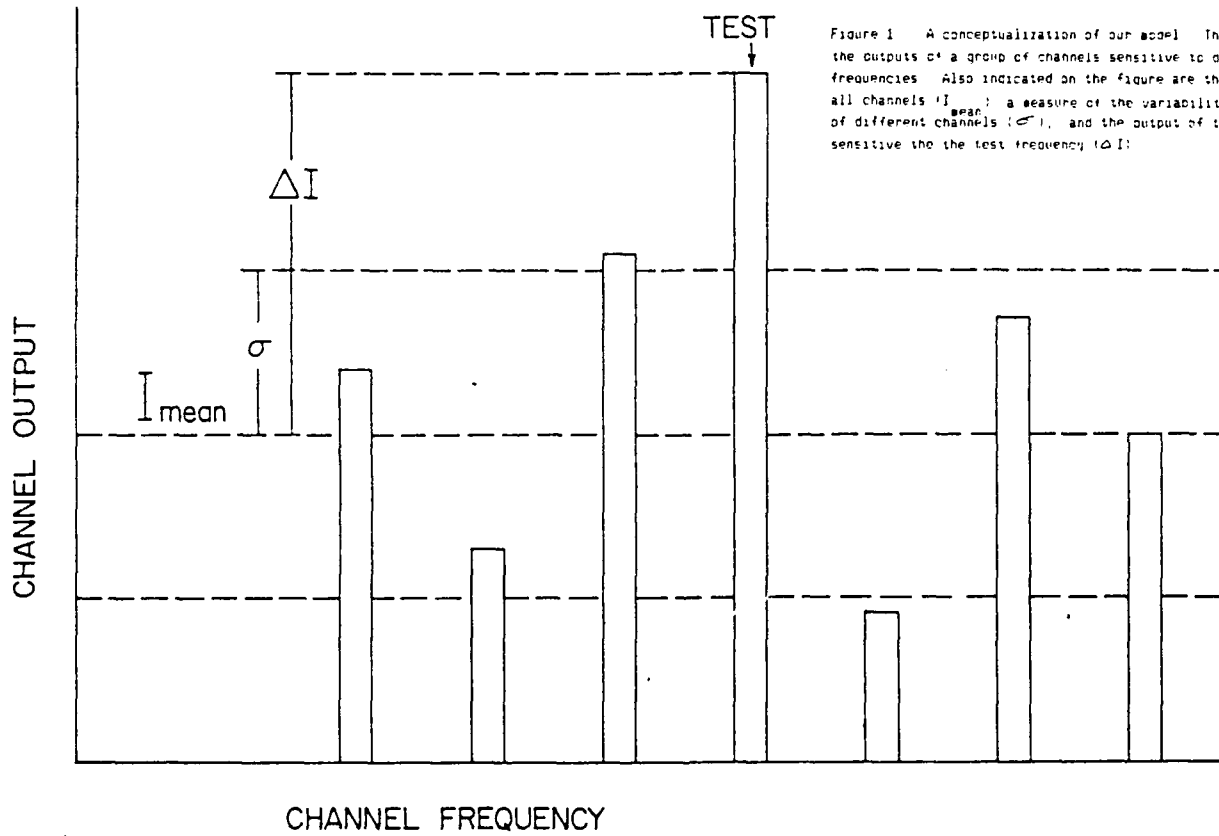 TEST
Figure 1 A conceptualization of our model Th
the outputs of a group of channels sensitive to d
frequencies Also indicated on the figure are th
all channels (I mean) a measure of the variabilit
of different channels (σ), and the output of t
sensitive tho the test frequency (ΔI)
ΔI
σ
I mean
CHANNEL OUTPUT
CHANNEL FREQUENCY